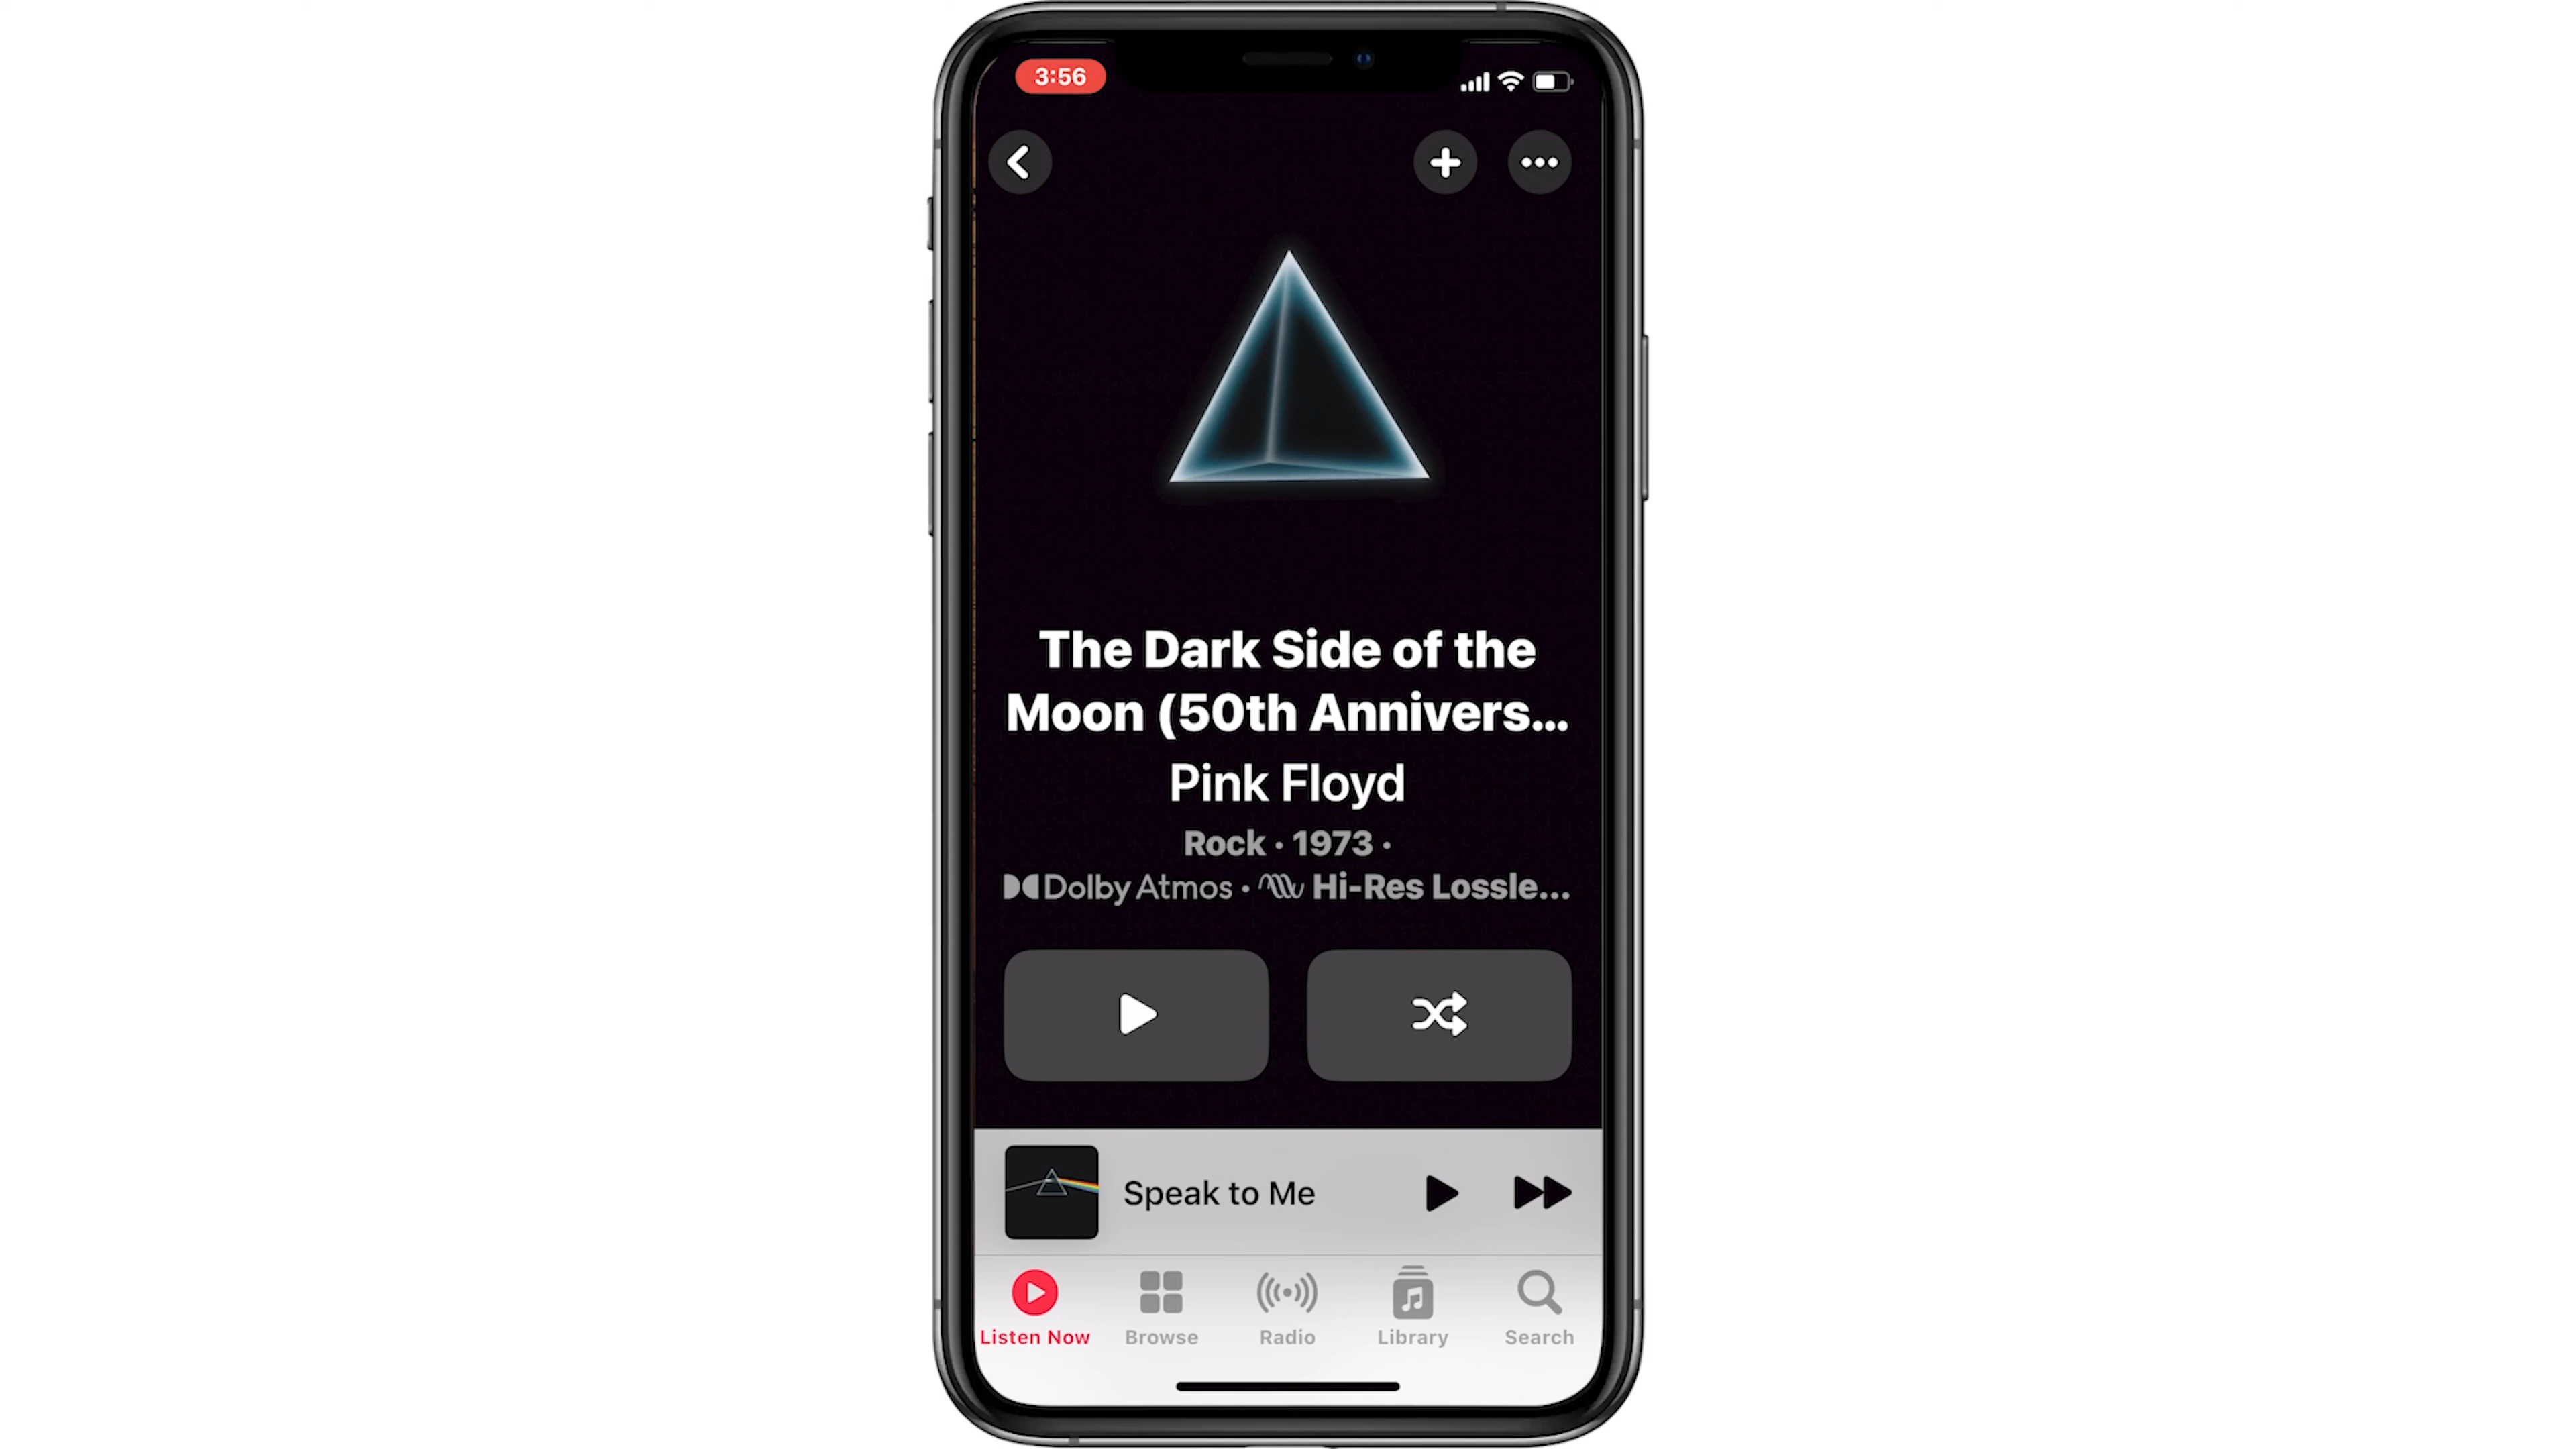 3:56
The Dark Side of the
Moon (50th Annivers...
Pink Floyd
Rock · 1973 ·
Dolby Atmos · Hi-Res Lossle...
Speak to Me
Listen Now
Browse
Radio
Library
Search